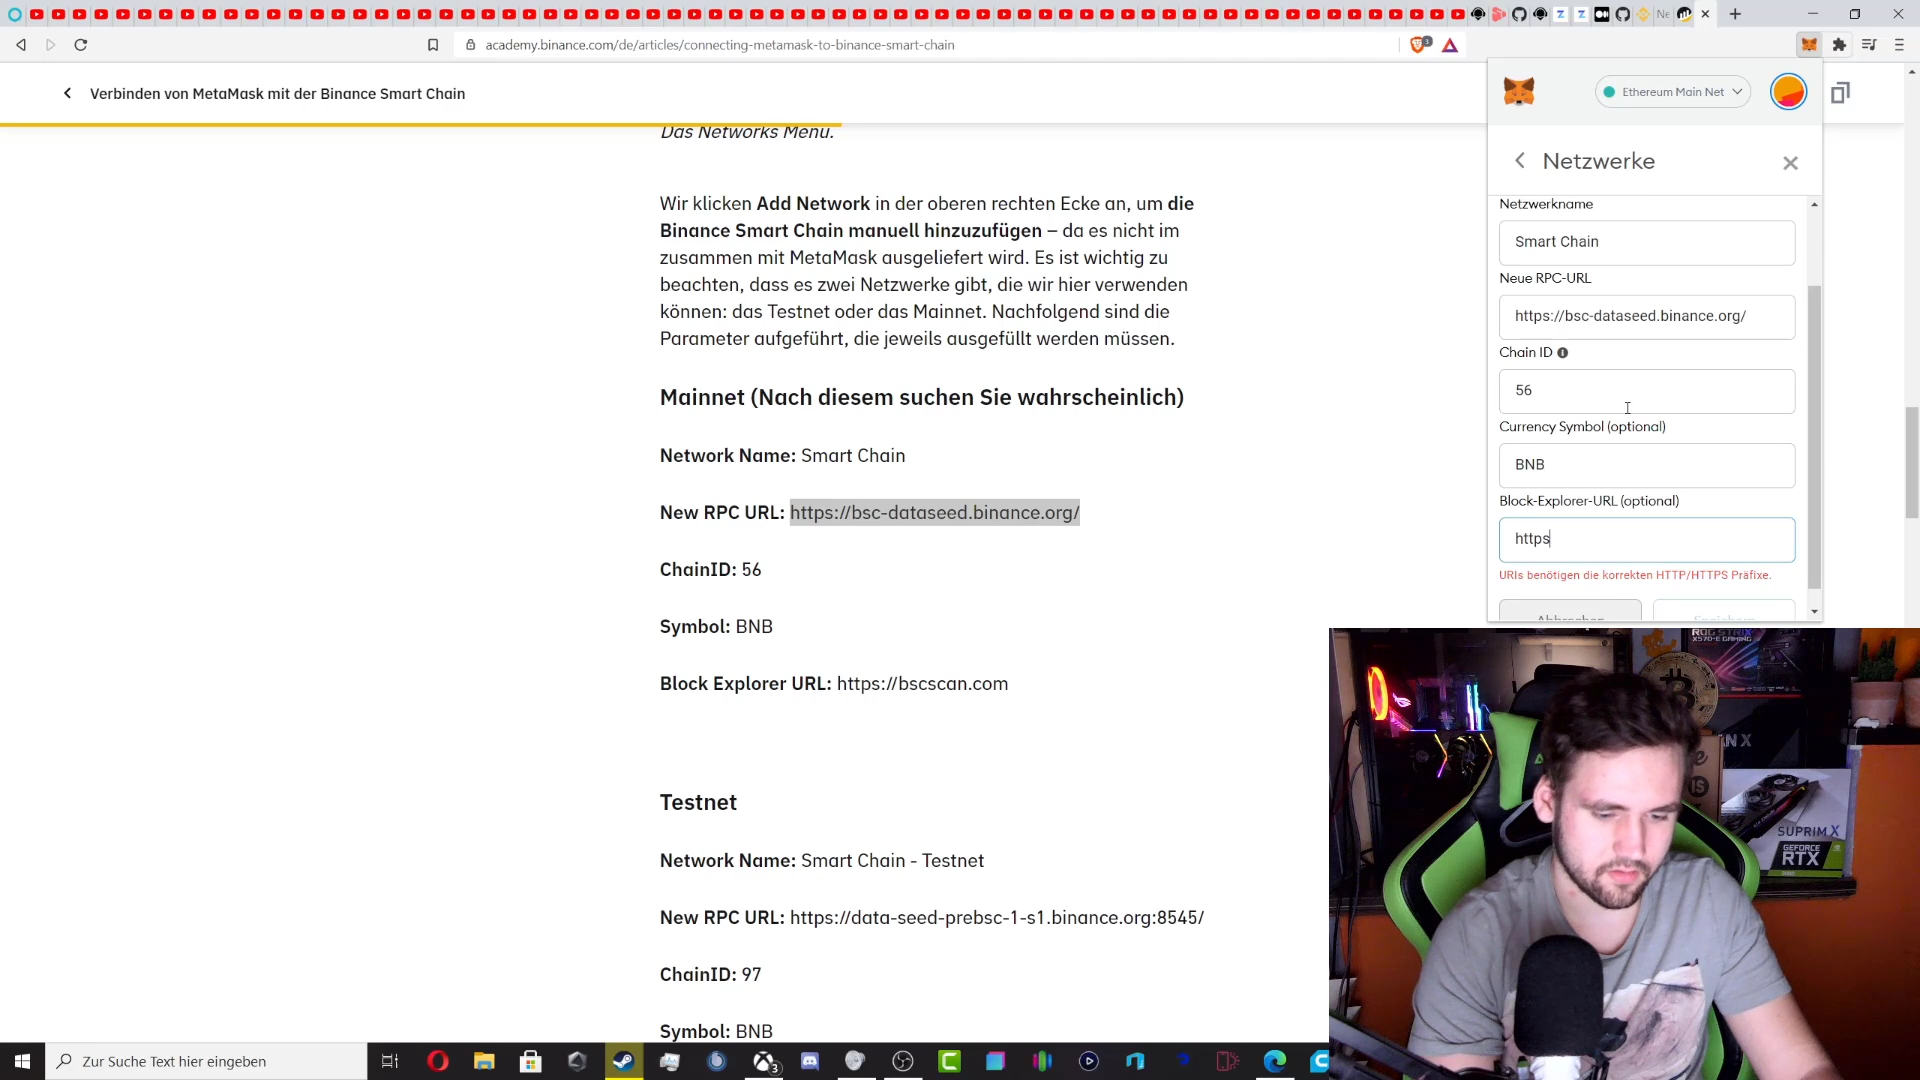 academy.binance.com/de/articles/connecting-metamask-to-binance-smart-chain
Verbinden von MetaMask mit der Binance Smart Chain
Das Networks Menü.
Wir klicken Add Network in der oberen rechten Ecke an, um die
Binance Smart Chain manuell hinzuzufügen – da es nicht im
zusammen mit MetaMask ausgeliefert wird. Es ist wichtig zu
beachten, dass es zwei Netzwerke gibt, die wir hier verwenden
können: das Testnet oder das Mainnet. Nachfolgend sind die
Parameter aufgeführt, die jeweils ausgefüllt werden müssen.
Mainnet (Nach diesem suchen Sie wahrscheinlich)
Network Name: Smart Chain
New RPC URL: https://bsc-dataseed.binance.org/
ChainID: 56
Symbol: BNB
Block Explorer URL: https://bscscan.com
Testnet
Network Name: Smart Chain - Testnet
New RPC URL: https://data-seed-prebsc-1-s1.binance.org:8545/
ChainID: 97
Symbol: BNB
Ethereum Main Net
Netzwerke
Netzwerkname
Smart Chain
Neue RPC-URL
https://bsc-dataseed.binance.org/
Chain ID
56
Currency Symbol (optional)
BNB
Block-Explorer-URL (optional)
https
URIs benötigen die korrekten HTTP/HTTPS Präfixe.
Abbrechen
Speichern
ROG STRIX
X570-E GAMING
SUPRIM X
GEFORCE
RTX
Zur Suche Text hier eingeben
3